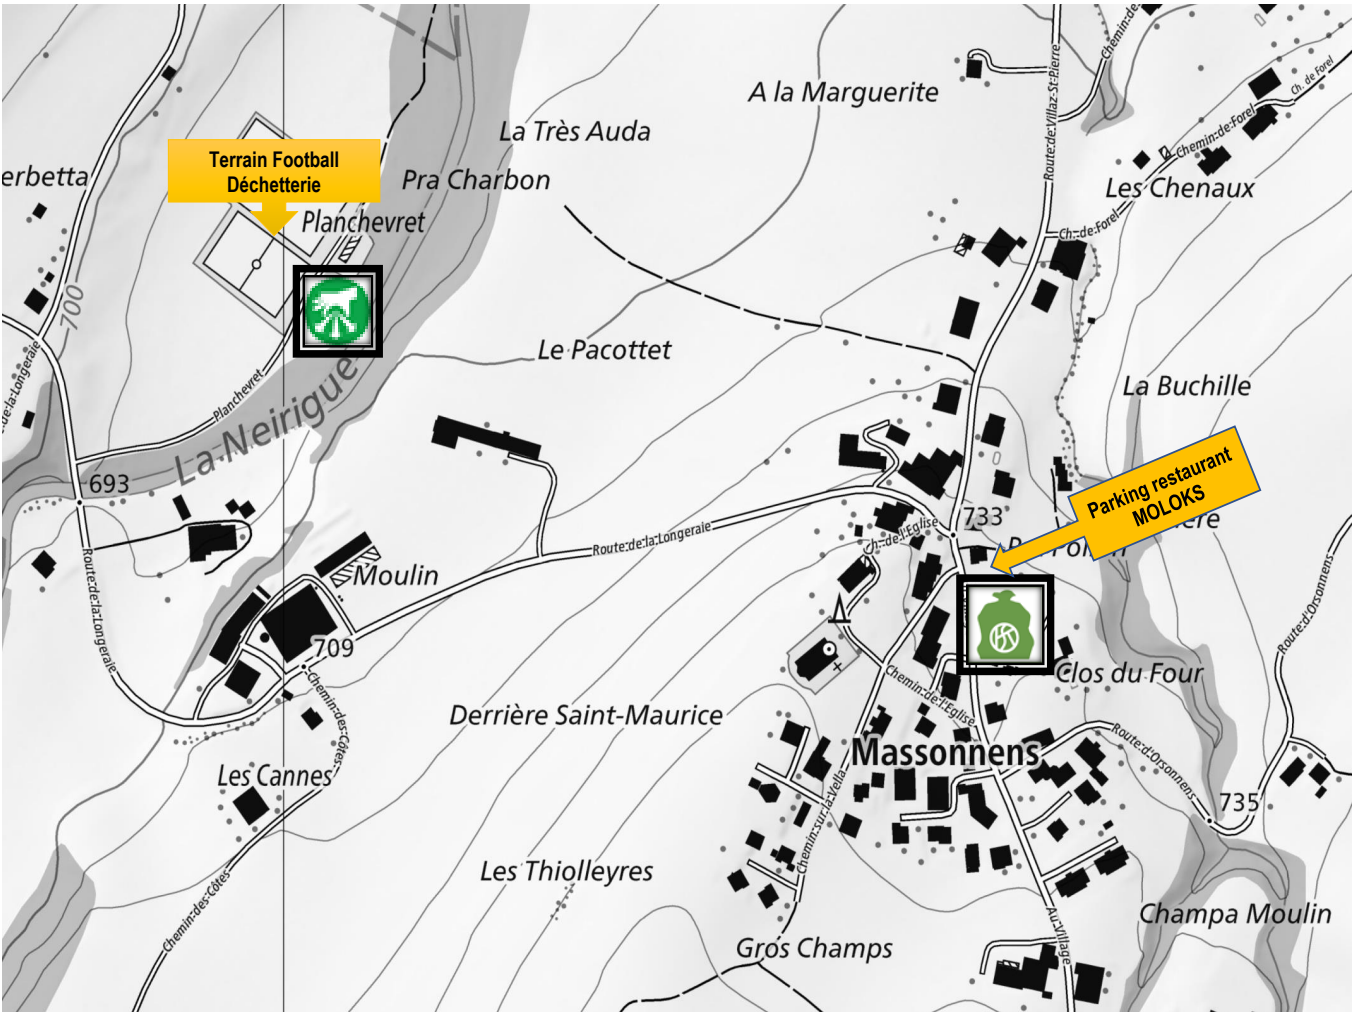 Chemin-de-
Ch. de Forel
A la Marguerite
Route-de-Villaz-St-Pierre
Chemin-de-Forel
La Très Auda
Terrain Football
Déchetterie
erbetta
Pra Charbon
Les Chenaux
Planchevret
Ch.-de-Forel
700
Le Pacottet
-de-la-Longeraie
Planchevret
La Neirigue
La Buchille
693
Parking restaurant
MOLOKS
733
Route-de-la-Longeraie
Ch.-de-l'Eglise
Moulin
Route-de-la-Longeraie
Route-d'Orsonnens
709
Clos du Four
Chemin-de-l'Eglise
Chemin-des-Côtes-
Derrière Saint-Maurice
Massonnens
Route-d'Orsonnens
Les Cannes
735
Chemin-sur-la-Vella
Les Thiolleyres
Chemin-des-Côtes
Champa Moulin
Au-Village
Gros Champs